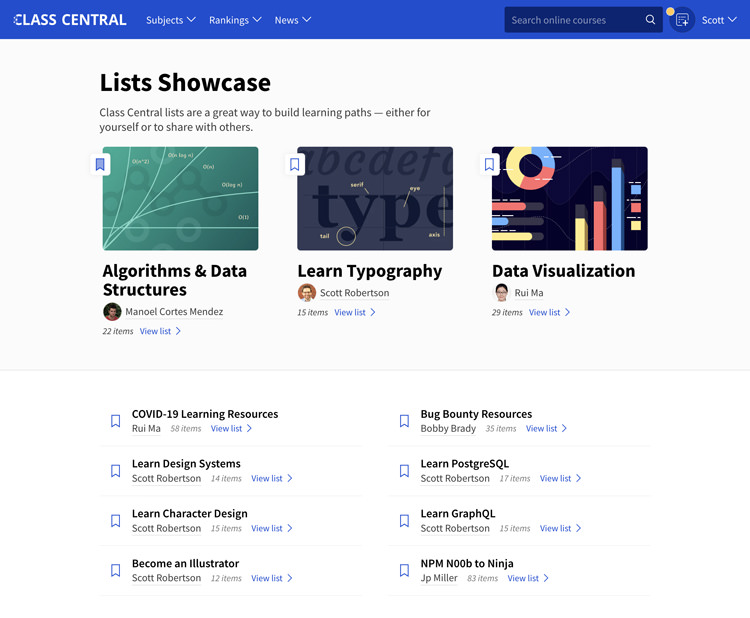 CLASS CENTRAL
Subjects
Rankings
News
Search online courses
Scott
Lists Showcase
Class Central lists are a great way to build learning paths — either for
yourself or to share with others.
O(n^2)
O(n log n)
O(n)
O(log n)
O(1)
Algorithms & Data
Structures
Manoel Cortes Mendez
22 items View list
abcdefg
serif
eye
type
tail
axis
Learn Typography
Scott Robertson
15 items View list
Data Visualization
Rui Ma
29 items View list
COVID-19 Learning Resources
Rui Ma 58 items View list
Bug Bounty Resources
Bobby Brady 35 items View list
Learn Design Systems
Scott Robertson 14 items View list
Learn PostgreSQL
Scott Robertson 17 items View list
Learn Character Design
Scott Robertson 15 items View list
Learn GraphQL
Scott Robertson 15 items View list
Become an Illustrator
Scott Robertson 12 items View list
NPM N00b to Ninja
Jp Miller 83 items View list